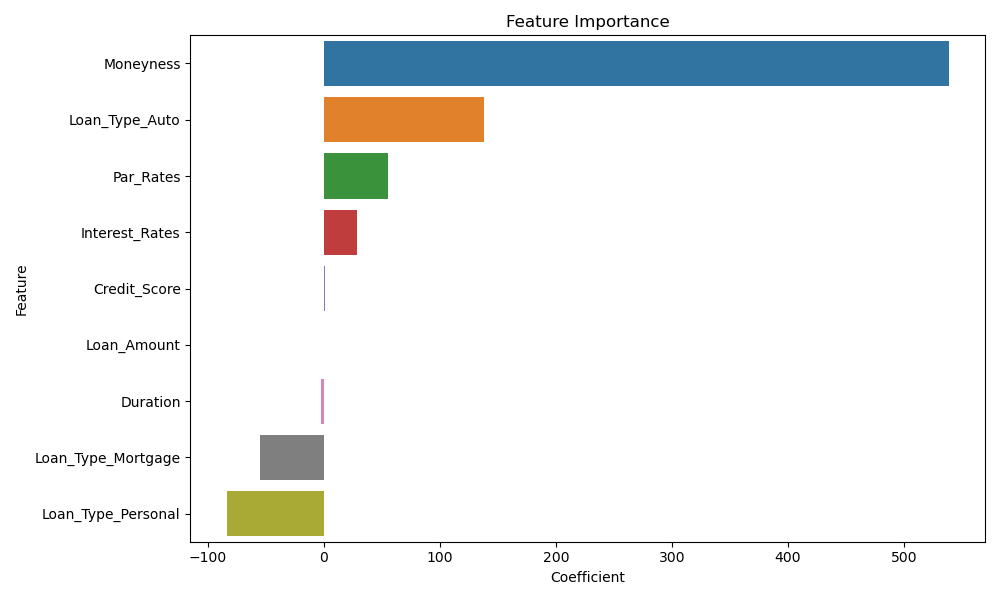 Feature Importance
Moneyness
Loan_Type_Auto
Par_Rates
Interest_Rates
Credit_Score
Loan_Amount
Duration
Loan_Type_Mortgage
Loan_Type_Personal
Feature
−100 0 100 200 300 400 500
Coefficient